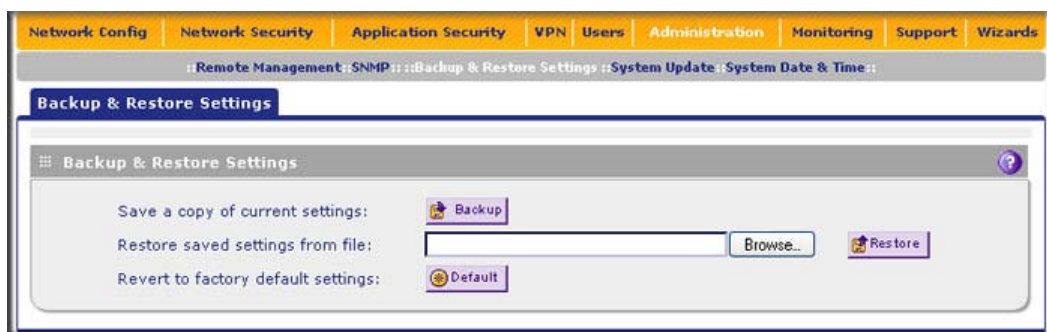 Network Config Network Security Application Security VPN Users Administration Monitoring Support Wizards
::Remote Management::SNMP:: ::Backup & Restore Settings ::System Update::System Date & Time::
Backup & Restore Settings
Backup & Restore Settings ?
Save a copy of current settings: Backup
Restore saved settings from file: Browse... Restore
Revert to factory default settings: Default